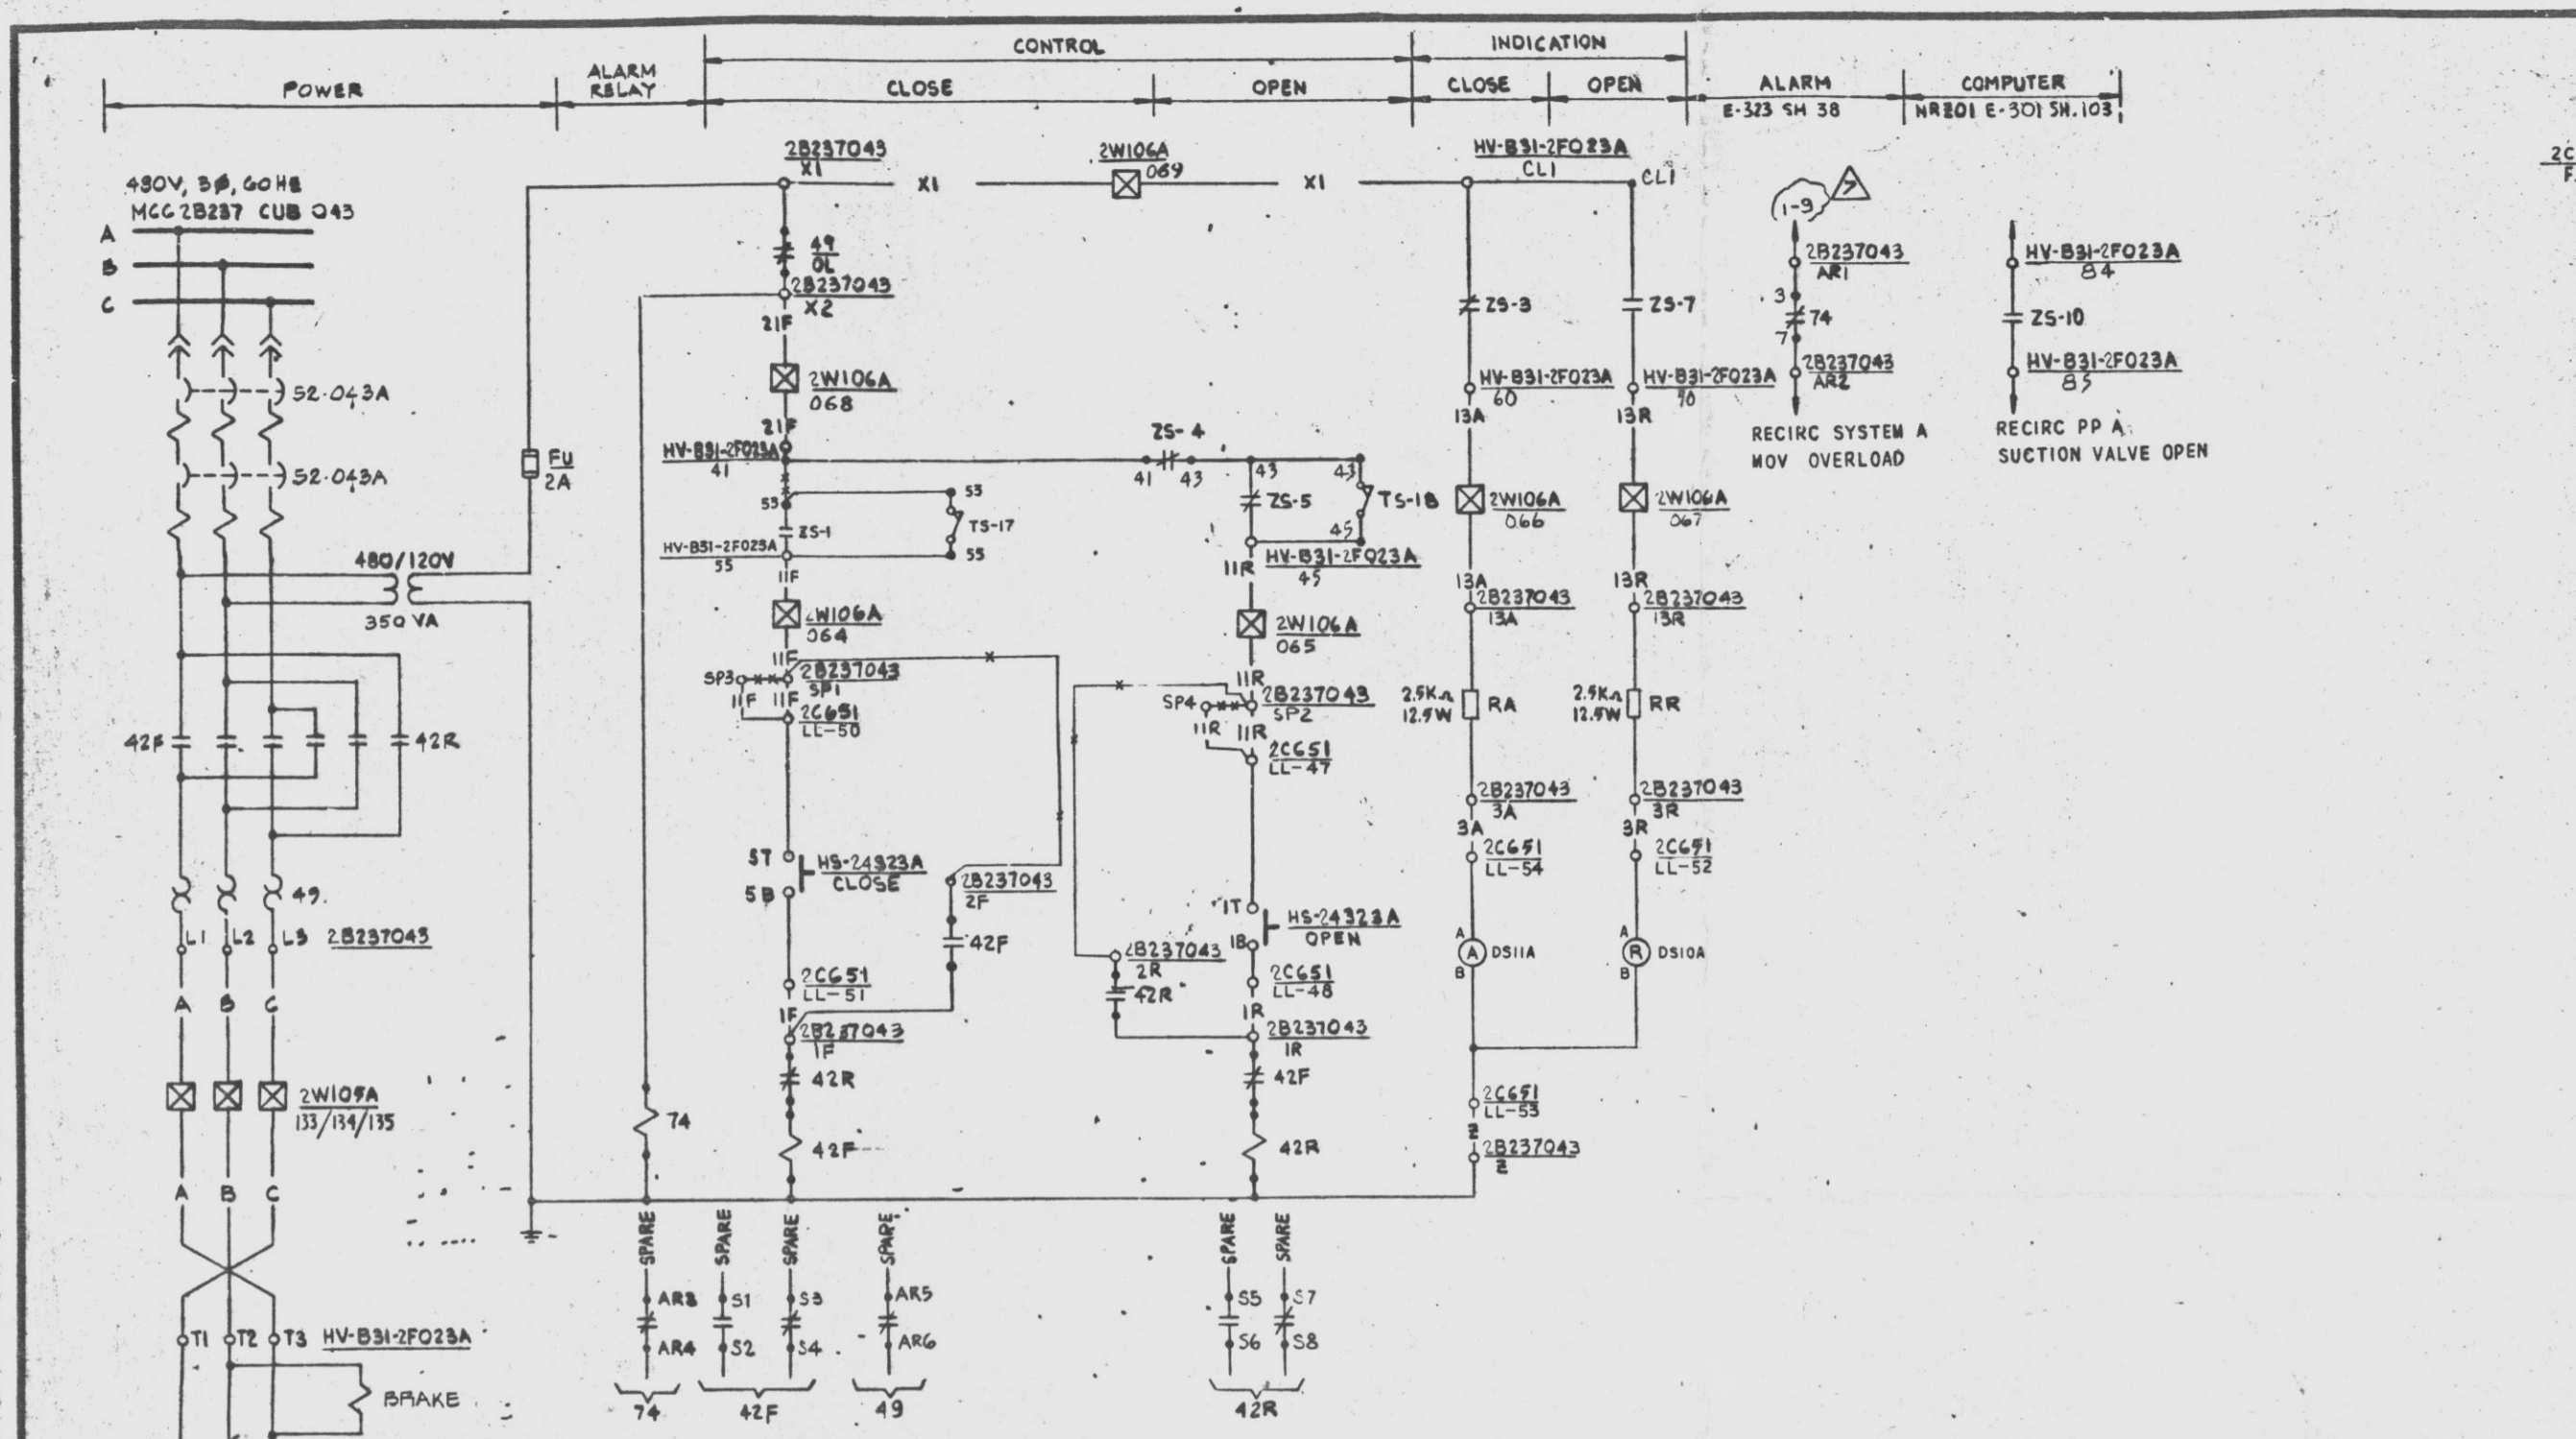 CONTROL
INDICATION
POWER
ALARM
RELAY
CLOSE
OPEN
CLOSE
OPEN
ALARM
E-323 SH 38
COMPUTER
NR201 E-301 SH.103
480V, 3Ø, 60HZ
MCC 2B237 CUB 043
A
B
C
52-043A
52-043A
FU
2A
480/120V
350 VA
42F
42R
49
L1
L2
L3
2B237043
A
B
C
2W105A
133/134/135
A
B
C
T1
T2
T3
HV-B31-2F023A
BRAKE
2B237043
X1
X1
2W106A
069
X1
HV-B31-2F023A
CL1
CL1
49
OL
2B237043
X2
21F
2W106A
068
21F
HV-B31-2F023A
41
53
53
ZS-1
TS-17
HV-B31-2F023A
55
55
11F
2W106A
064
11F
SP3
2B237043
SP1
11F
11F
2C651
LL-50
5T
5B
HS-24323A
CLOSE
2B237043
2F
42F
2C651
LL-51
1F
2B237043
1F
42R
42F
74
ZS-4
41
43
43
43
ZS-5
TS-18
45
HV-B31-2F023A
45
11R
2W106A
065
11R
SP4
2B237043
SP2
11R
11R
2C651
LL-47
1T
1B
HS-24323A
OPEN
2B237043
2R
42R
2C651
LL-48
1R
2B237043
1R
42F
42R
ZS-3
HV-B31-2F023A
60
13A
2W106A
066
13A
2B237043
13A
2.5KΩ
12.5W
RA
2B237043
3A
3A
2C651
LL-54
A
A
B
DS11A
ZS-7
HV-B31-2F023A
70
13R
2W106A
067
13R
2B237043
13R
2.5KΩ
12.5W
RR
2B237043
3R
3R
2C651
LL-52
A
R
B
DS10A
2C651
LL-53
Z
2B237043
Z
1-9
7
2B237043
AR1
3
74
7
2B237043
AR2
RECIRC SYSTEM A
MOV OVERLOAD
HV-B31-2F023A
84
ZS-10
HV-B31-2F023A
85
RECIRC PP A
SUCTION VALVE OPEN
2C
F
SPARE
SPARE
SPARE
SPARE
SPARE
SPARE
AR3
AR4
S1
S2
S3
S4
AR5
AR6
S5
S6
S7
S8
74
42F
49
42R